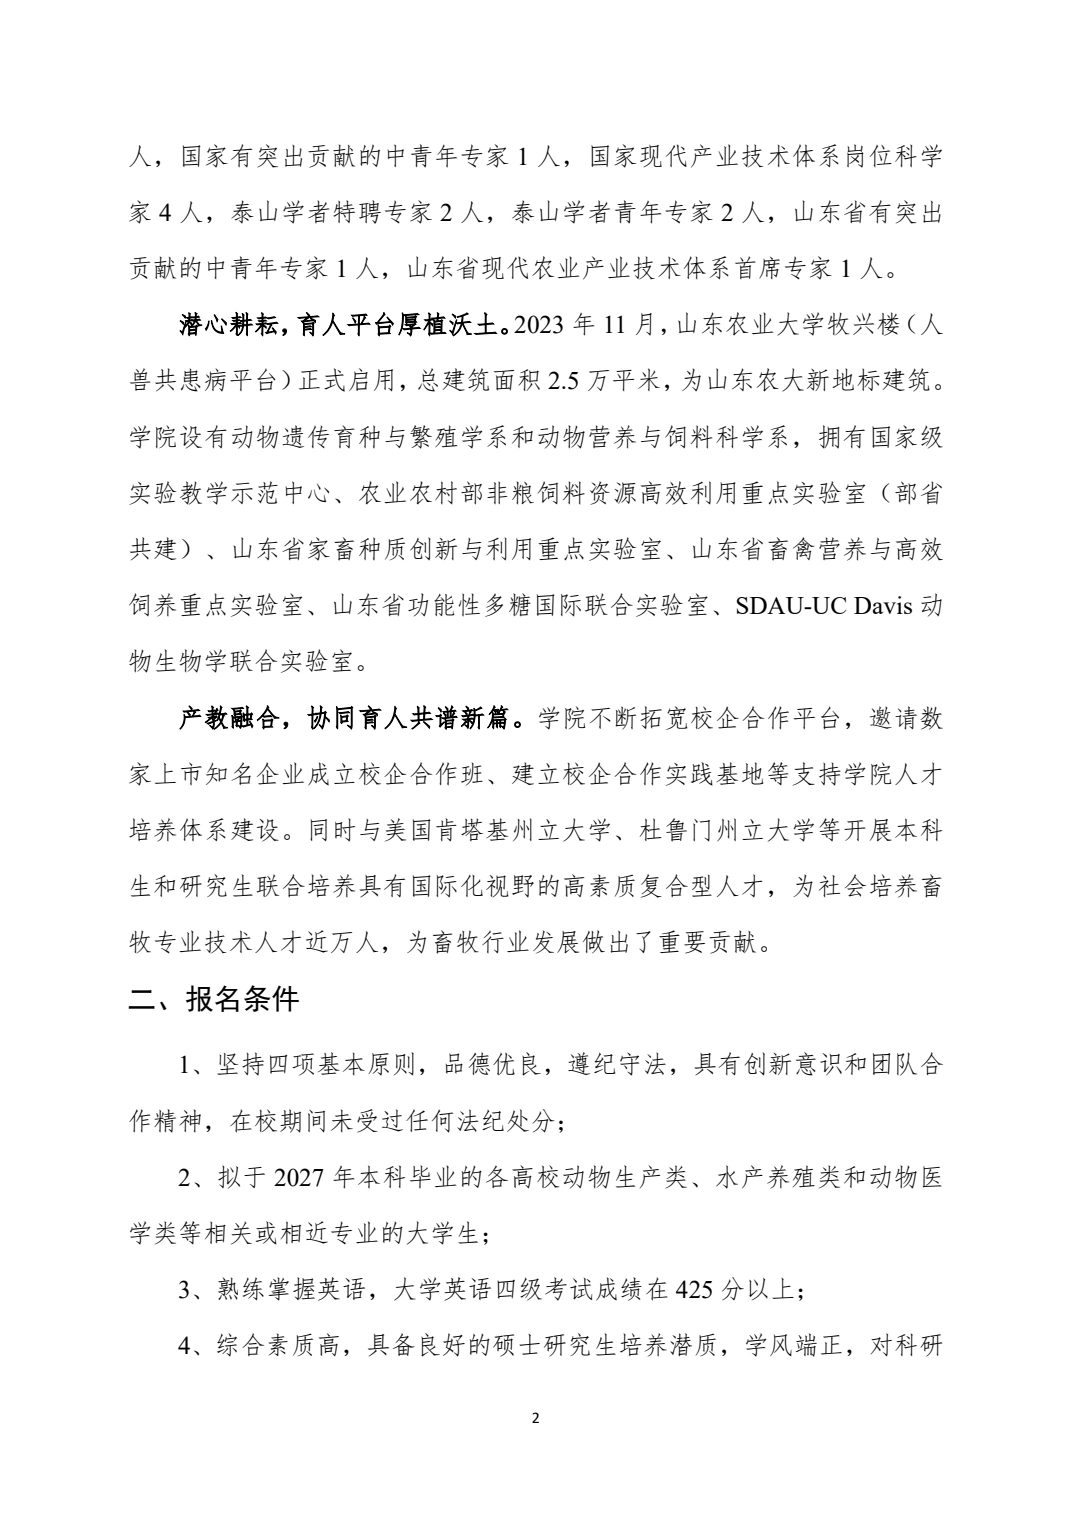 人，国家有突出贡献的中青年专家 1 人，国家现代产业技术体系岗位科学
家 4 人，泰山学者特聘专家 2 人，泰山学者青年专家 2 人，山东省有突出
贡献的中青年专家 1 人，山东省现代农业产业技术体系首席专家 1 人。
潜心耕耘，育人平台厚植沃土。2023 年 11 月，山东农业大学牧兴楼（人
兽共患病平台）正式启用，总建筑面积 2.5 万平米，为山东农大新地标建筑。
学院设有动物遗传育种与繁殖学系和动物营养与饲料科学系，拥有国家级
实验教学示范中心、农业农村部非粮饲料资源高效利用重点实验室（部省
共建）、山东省家畜种质创新与利用重点实验室、山东省畜禽营养与高效
饲养重点实验室、山东省功能性多糖国际联合实验室、SDAU-UC Davis 动
物生物学联合实验室。
产教融合，协同育人共谱新篇。学院不断拓宽校企合作平台，邀请数
家上市知名企业成立校企合作班、建立校企合作实践基地等支持学院人才
培养体系建设。同时与美国肯塔基州立大学、杜鲁门州立大学等开展本科
生和研究生联合培养具有国际化视野的高素质复合型人才，为社会培养畜
牧专业技术人才近万人，为畜牧行业发展做出了重要贡献。
二、报名条件
1、坚持四项基本原则，品德优良，遵纪守法，具有创新意识和团队合
作精神，在校期间未受过任何法纪处分；
2、拟于 2027 年本科毕业的各高校动物生产类、水产养殖类和动物医
学类等相关或相近专业的大学生；
3、熟练掌握英语，大学英语四级考试成绩在 425 分以上；
4、综合素质高，具备良好的硕士研究生培养潜质，学风端正，对科研
2